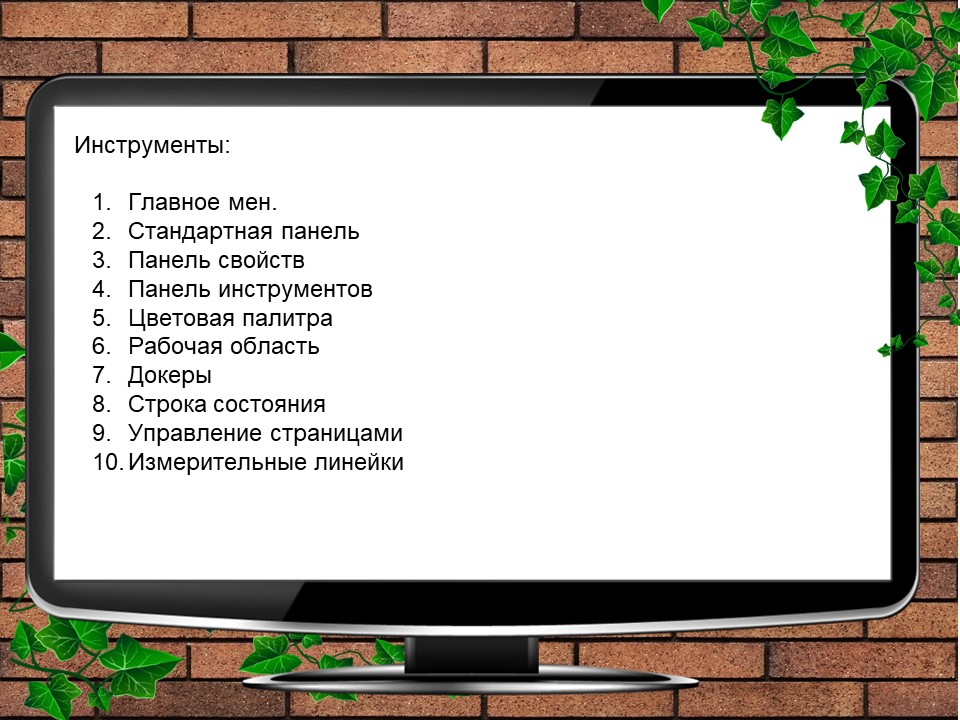 Инструменты:
1. Главное мен.
2. Стандартная панель
3. Панель свойств
4. Панель инструментов
5. Цветовая палитра
6. Рабочая область
7. Докеры
8. Строка состояния
9. Управление страницами
10. Измерительные линейки